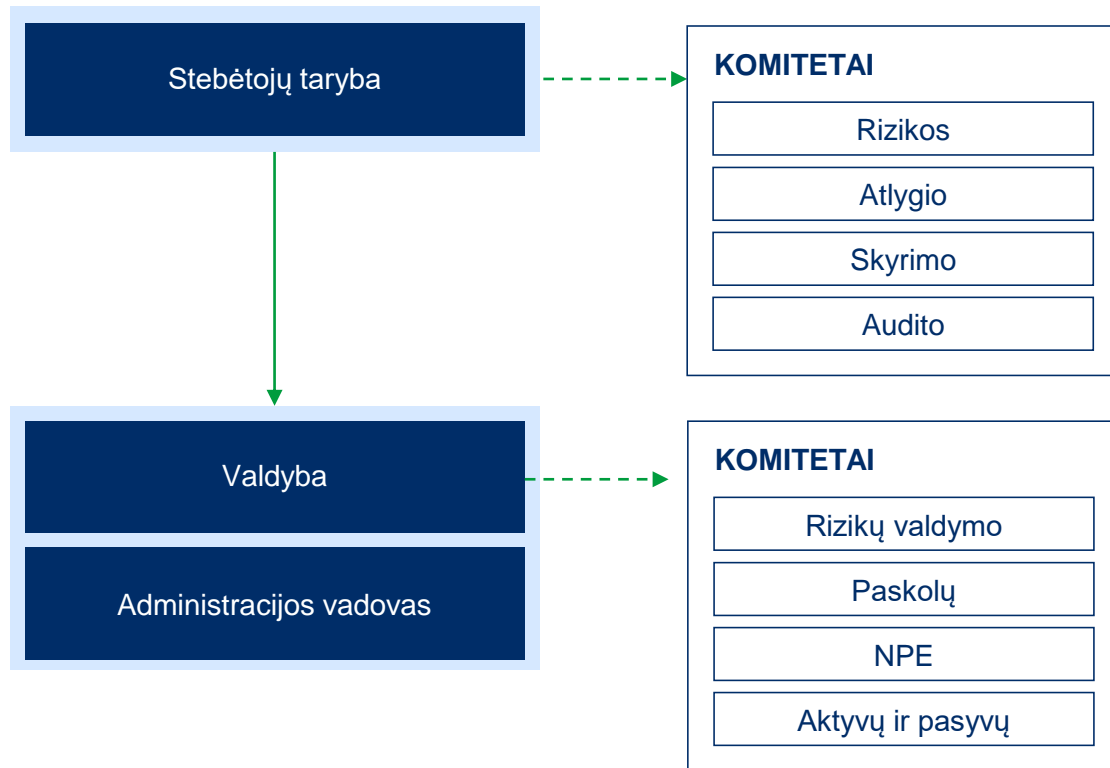 Stebėtojų taryba
KOMITETAI
Rizikos
Atlygio
Skyrimo
Audito
Valdyba
Administracijos vadovas
KOMITETAI
Rizikų valdymo
Paskolų
NPE
Aktyvų ir pasyvų